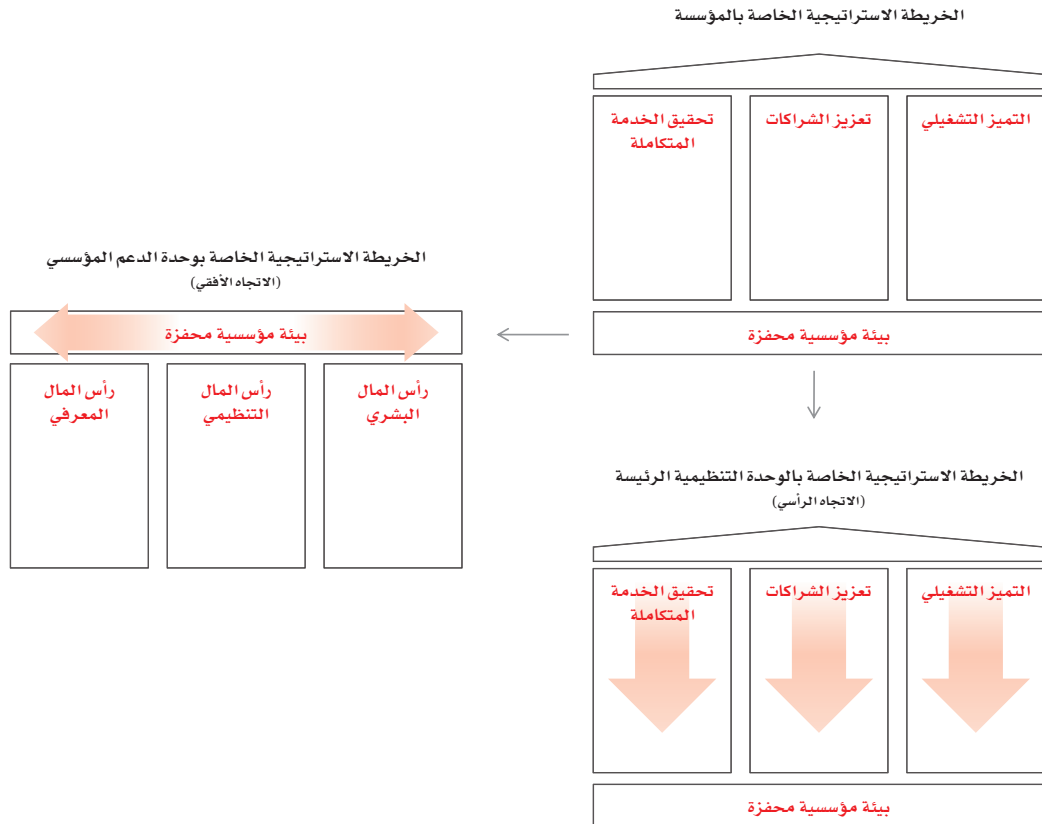 الخريطة الاستراتيجية الخاصة بالمؤسسة
التميز التشغيلي
تعزيز الشراكات
تحقيق الخدمة
المتكاملة
بيئة مؤسسية محفزة
الخريطة الاستراتيجية الخاصة بوحدة الدعم المؤسسي
(الاتجاه الأفقي)
بيئة مؤسسية محفزة
رأس المال
البشري
رأس المال
التنظيمي
رأس المال
المعرفي
الخريطة الاستراتيجية الخاصة بالوحدة التنظيمية الرئيسة
(الاتجاه الرأسي)
التميز التشغيلي
تعزيز الشراكات
تحقيق الخدمة
المتكاملة
بيئة مؤسسية محفزة